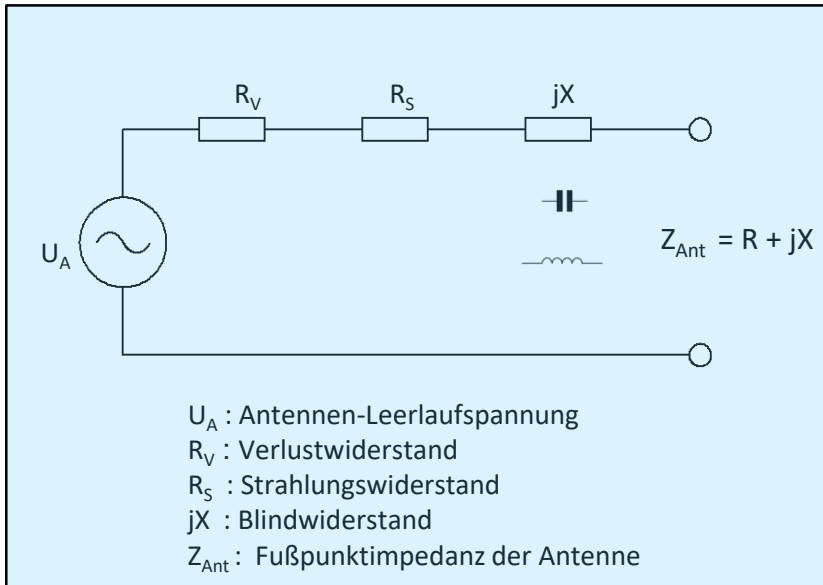 R_V R_S jX
U_A
Z_Ant = R + jX
U_A : Antennen-Leerlaufspannung
R_V : Verlustwiderstand
R_S : Strahlungswiderstand
jX : Blindwiderstand
Z_Ant : Fußpunktimpedanz der Antenne